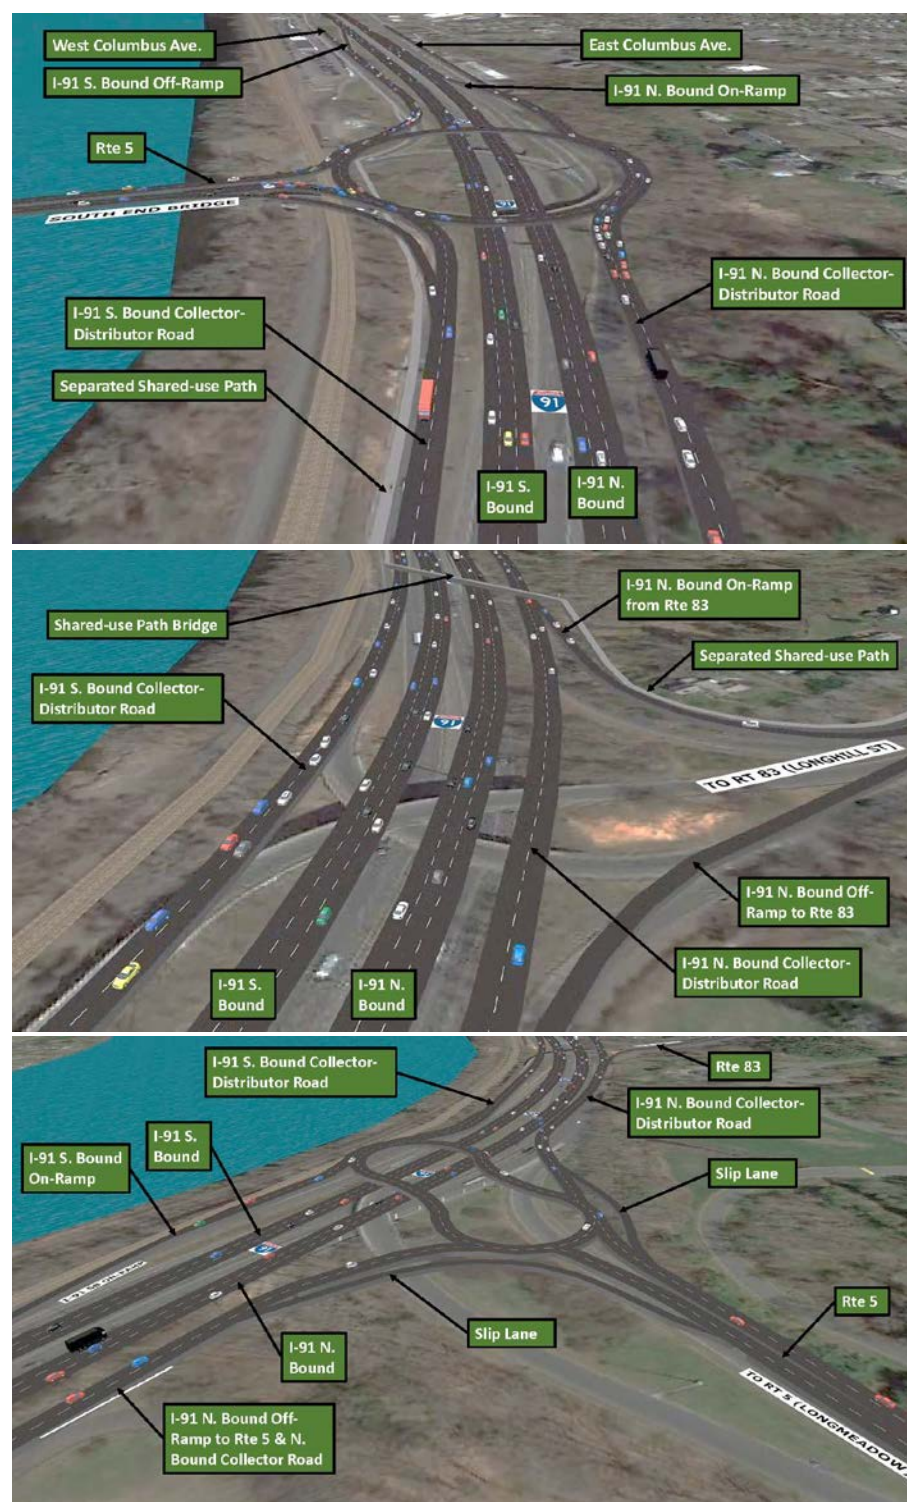 West Columbus Ave.
East Columbus Ave.
I-91 S. Bound Off-Ramp
I-91 N. Bound On-Ramp
Rte 5
SOUTH END BRIDGE
91
I-91 N. Bound Collector-
Distributor Road
I-91 S. Bound Collector-
Distributor Road
Separated Shared-use Path
91
I-91 S.
Bound
I-91 N.
Bound
I-91 N. Bound On-Ramp
from Rte 83
Shared-use Path Bridge
Separated Shared-use Path
I-91 S. Bound Collector-
Distributor Road
91
TO RT 83 (LONGHILL ST)
I-91 N. Bound Off-
Ramp to Rte 83
I-91 N. Bound Collector-
Distributor Road
I-91 S.
Bound
I-91 N.
Bound
I-91 S. Bound Collector-
Distributor Road
Rte 83
I-91 N. Bound Collector-
Distributor Road
I-91 S.
Bound
I-91 S. Bound
On-Ramp
Slip Lane
I-91 SB ON-RAMP
Rte 5
Slip Lane
I-91 N.
Bound
TO RT 5 (LONGMEADOW
I-91 N. Bound Off-
Ramp to Rte 5 & N.
Bound Collector Road